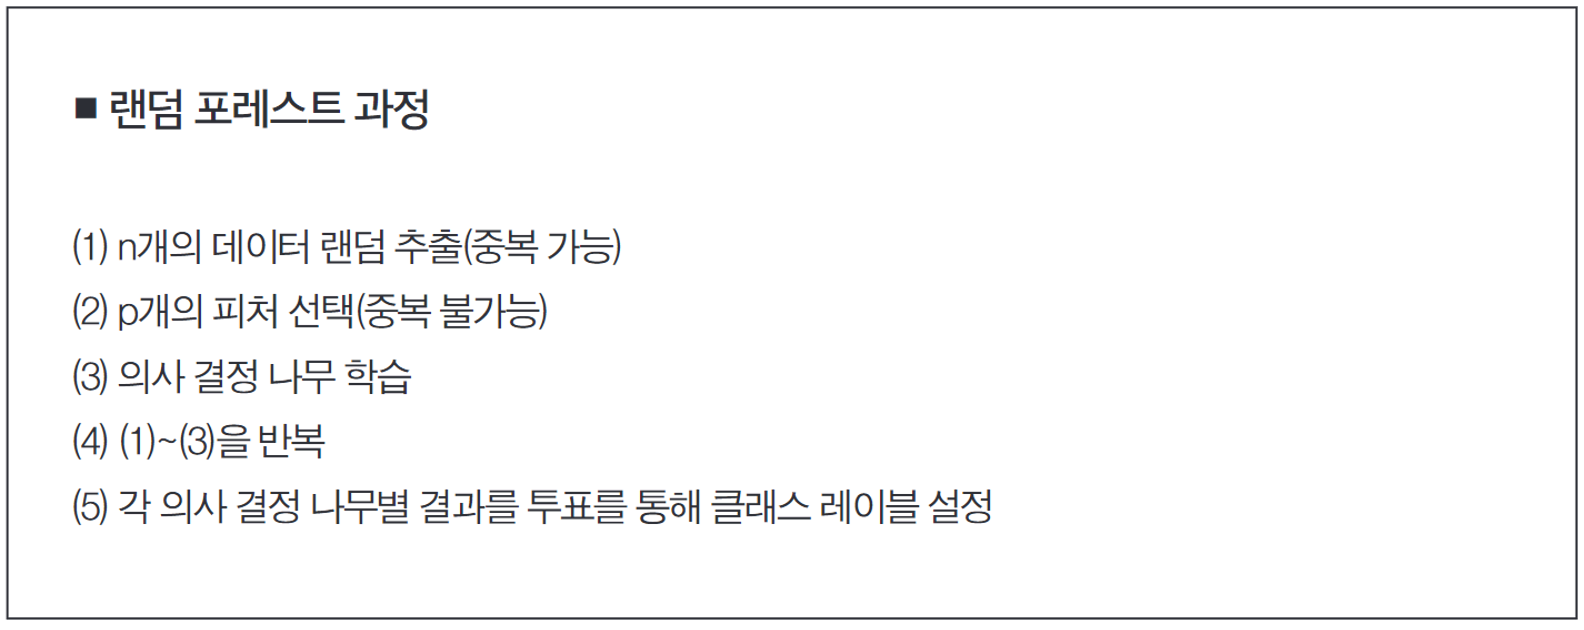 ■ 랜덤 포레스트 과정
(1) n개의 데이터 랜덤 추출(중복 가능)
(2) p개의 피처 선택(중복 불가능)
(3) 의사 결정 나무 학습
(4) (1)~(3)을 반복
(5) 각 의사 결정 나무별 결과를 투표를 통해 클래스 레이블 설정